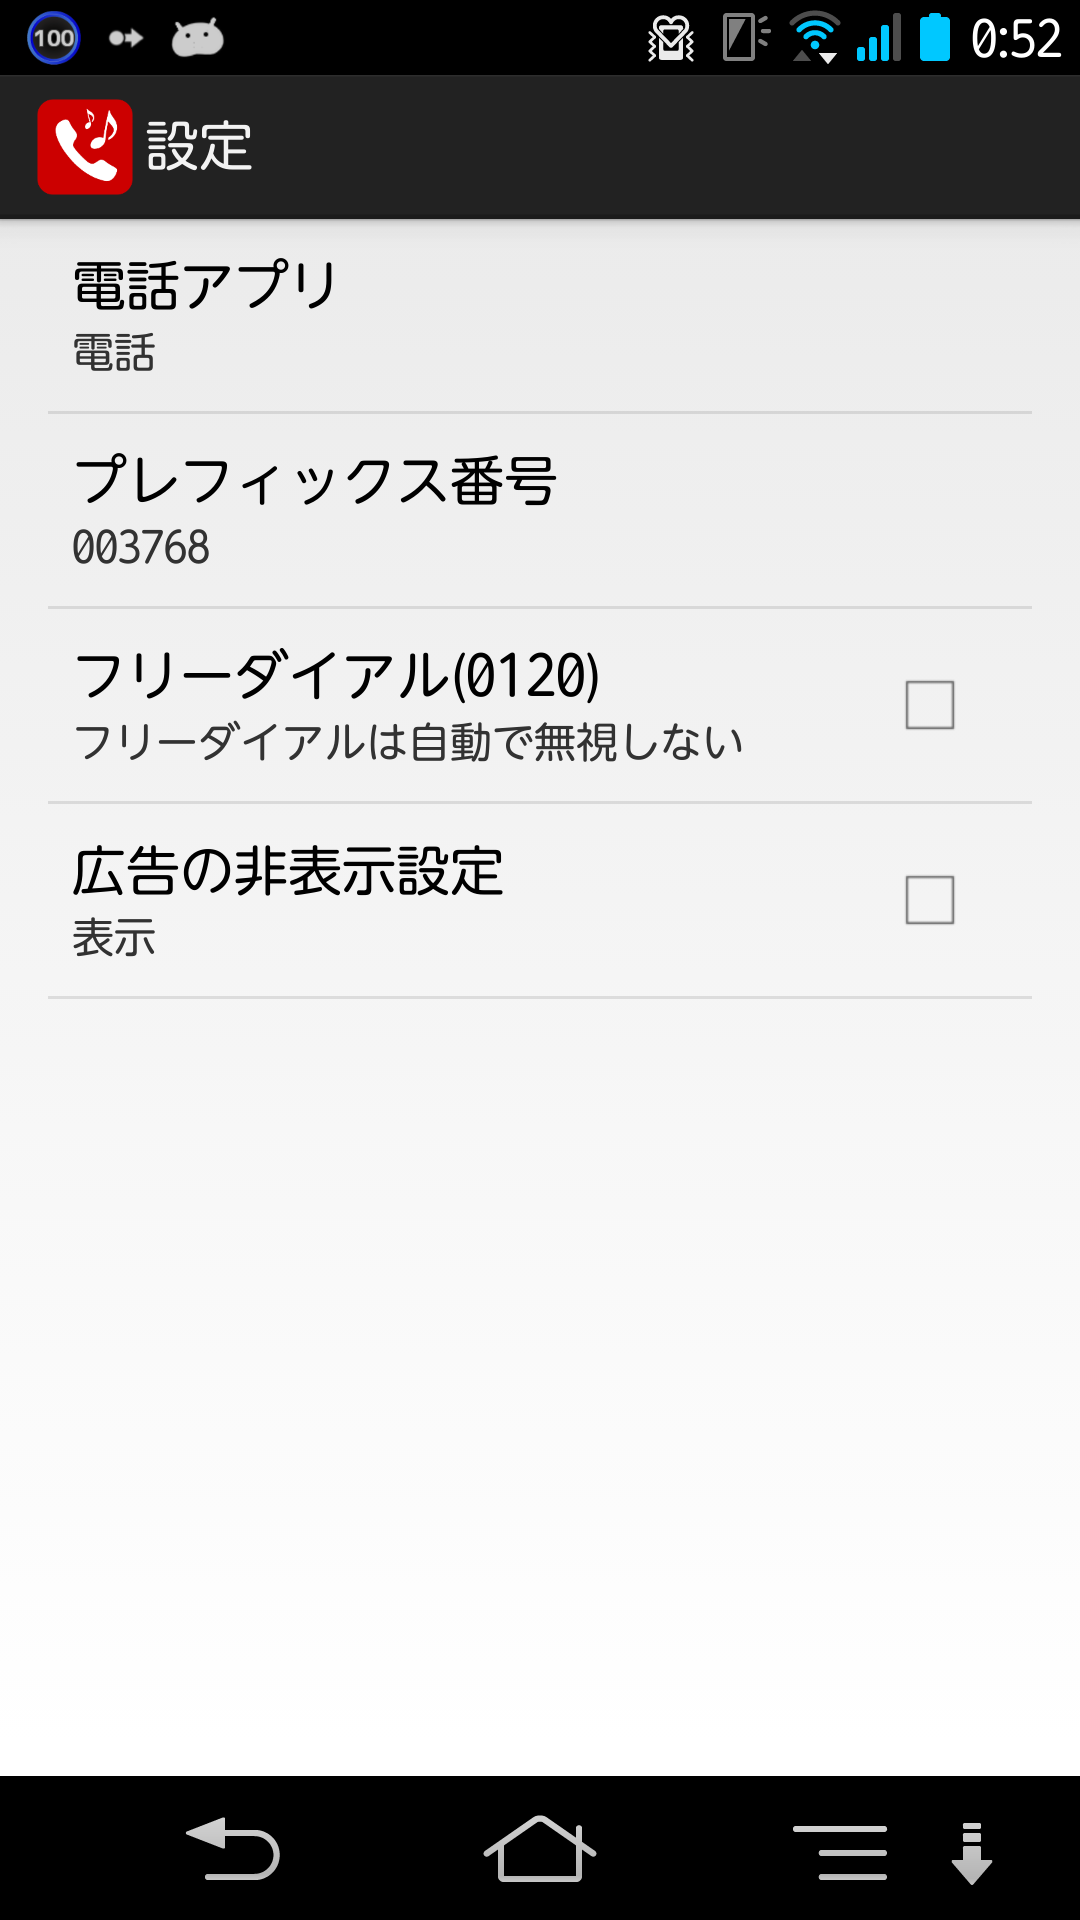 100
0:52
設定
電話アプリ
電話
プレフィックス番号
003768
フリーダイアル(0120)
フリーダイアルは自動で無視しない
広告の非表示設定
表示